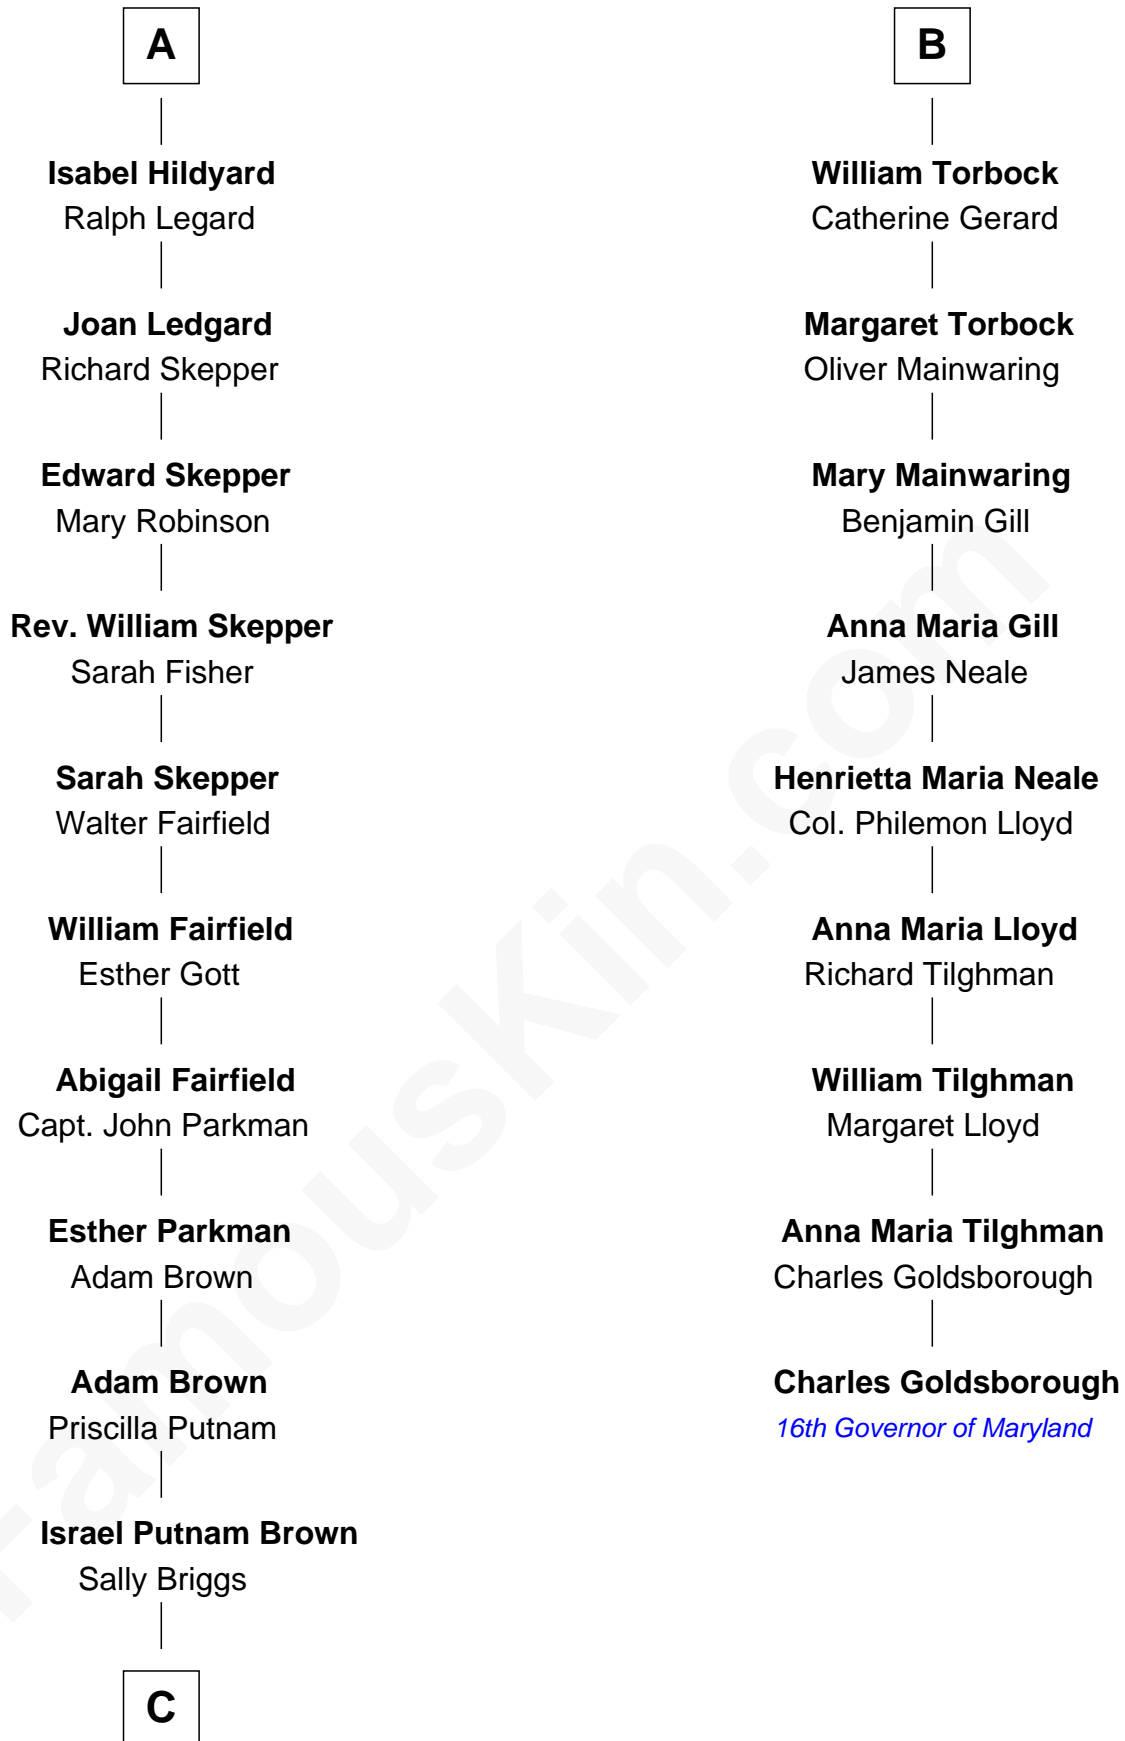 A
Isabel Hildyard
Ralph Legard
Joan Ledgard
Richard Skepper
Edward Skepper
Mary Robinson
Rev. William Skepper
Sarah Fisher
Sarah Skepper
Walter Fairfield
William Fairfield
Esther Gott
Abigail Fairfield
Capt. John Parkman
Esther Parkman
Adam Brown
Adam Brown
Priscilla Putnam
Israel Putnam Brown
Sally Briggs
C
B
William Torbock
Catherine Gerard
Margaret Torbock
Oliver Mainwaring
Mary Mainwaring
Benjamin Gill
Anna Maria Gill
James Neale
Henrietta Maria Neale
Col. Philemon Lloyd
Anna Maria Lloyd
Richard Tilghman
William Tilghman
Margaret Lloyd
Anna Maria Tilghman
Charles Goldsborough
Charles Goldsborough
16th Governor of Maryland
FamousKin.com